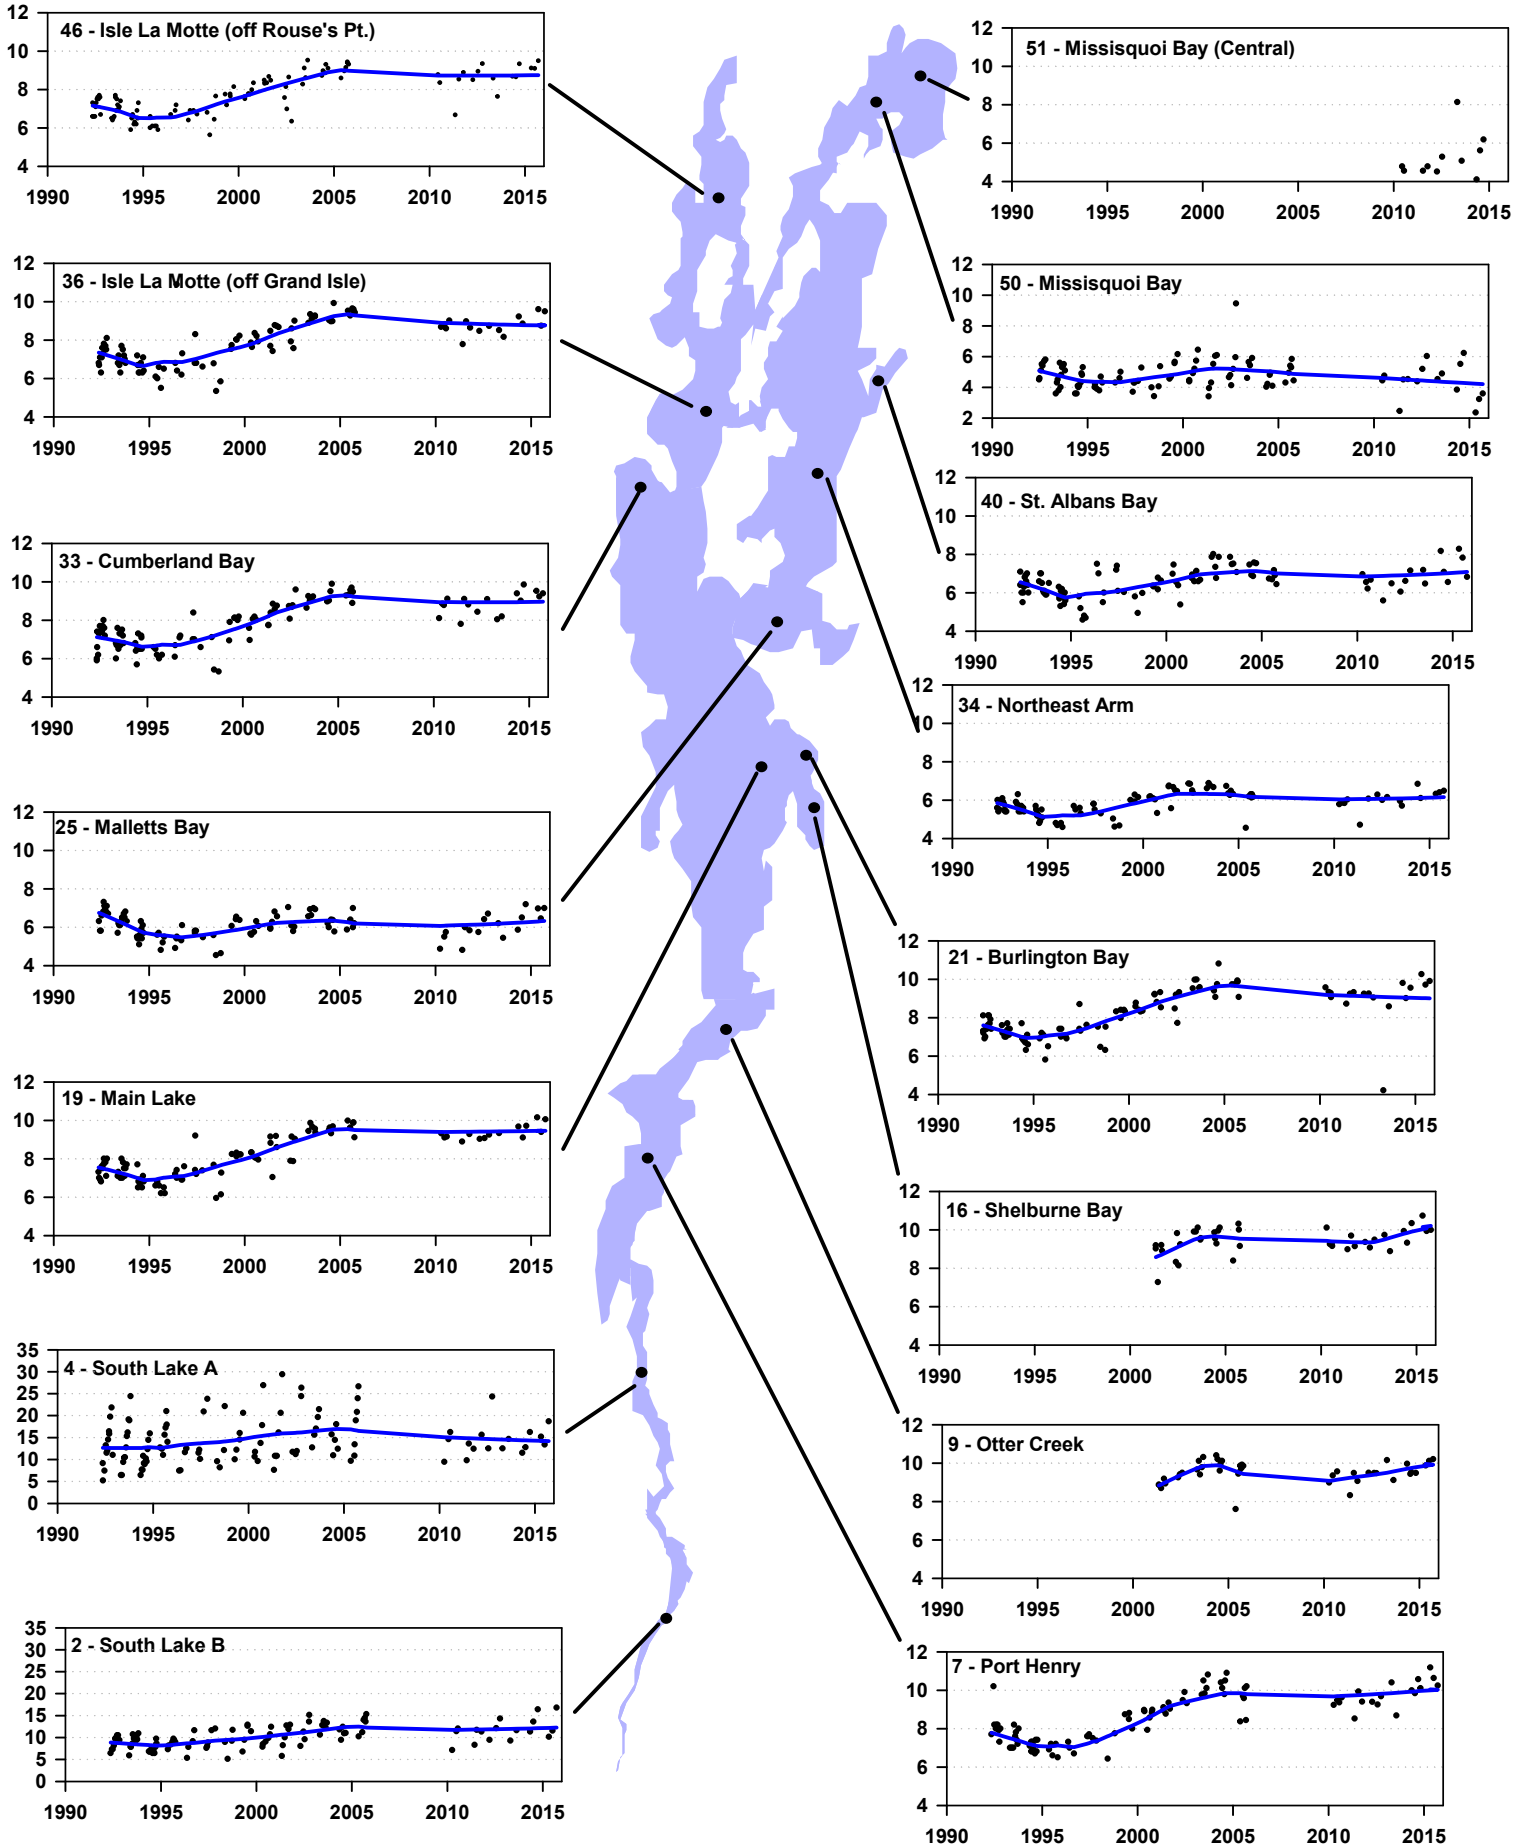 46 - Isle La Motte (off Rouse's Pt.)
12
10
8
6
4
1990 1995 2000 2005 2010 2015
51 - Missisquoi Bay (Central)
12
10
8
6
4
1990 1995 2000 2005 2010 2015
36 - Isle La Motte (off Grand Isle)
12
10
8
6
4
1990 1995 2000 2005 2010 2015
50 - Missisquoi Bay
12
10
8
6
4
2
1990 1995 2000 2005 2010 2015
40 - St. Albans Bay
12
10
8
6
4
1990 1995 2000 2005 2010 2015
33 - Cumberland Bay
12
10
8
6
4
1990 1995 2000 2005 2010 2015
34 - Northeast Arm
12
10
8
6
4
1990 1995 2000 2005 2010 2015
25 - Malletts Bay
12
10
8
6
4
1990 1995 2000 2005 2010 2015
21 - Burlington Bay
12
10
8
6
4
1990 1995 2000 2005 2010 2015
19 - Main Lake
12
10
8
6
4
1990 1995 2000 2005 2010 2015
16 - Shelburne Bay
12
10
8
6
4
1990 1995 2000 2005 2010 2015
4 - South Lake A
35
30
25
20
15
10
5
0
1990 1995 2000 2005 2010 2015
9 - Otter Creek
12
10
8
6
4
1990 1995 2000 2005 2010 2015
2 - South Lake B
35
30
25
20
15
10
5
0
1990 1995 2000 2005 2010 2015
7 - Port Henry
12
10
8
6
4
1990 1995 2000 2005 2010 2015